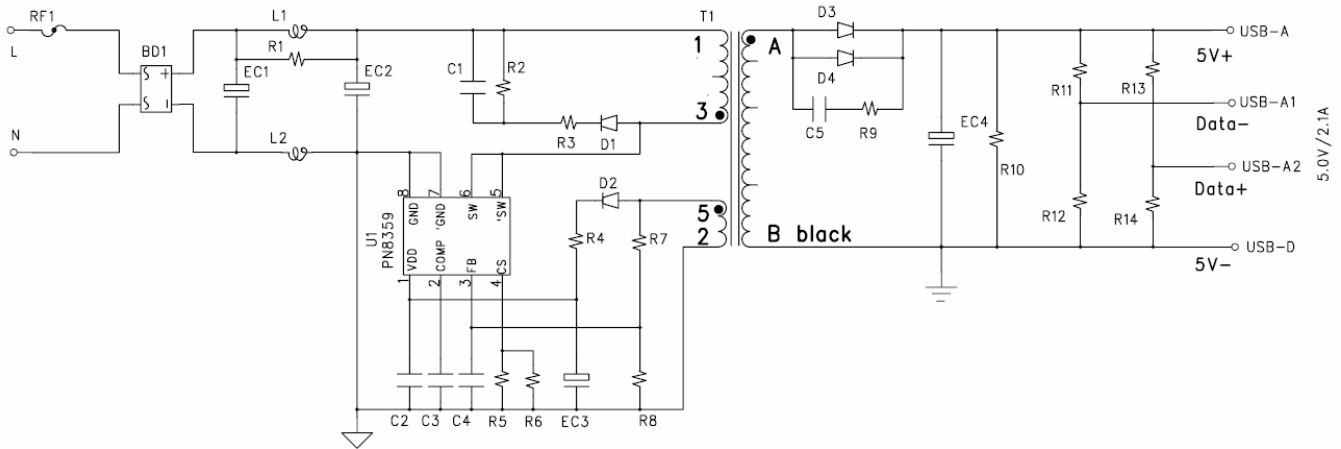 RF1
L
N
BD1
S +
S -
L1
R1
EC1
EC2
L2
C1
R2
R3
D1
T1
1
3
5
2
A
B black
D3
D4
C5
R9
EC4
R10
R11
R13
R12
R14
USB-A
5V+
USB-A1
Data-
USB-A2
Data+
USB-D
5V-
5.0V/2.1A
8
7
6
5
GND
'GND
SW
'SW
U1
PN8359
VDD
COMP
FB
CS
1
2
3
4
D2
R4
R7
C2
C3
C4
R5
R6
EC3
R8